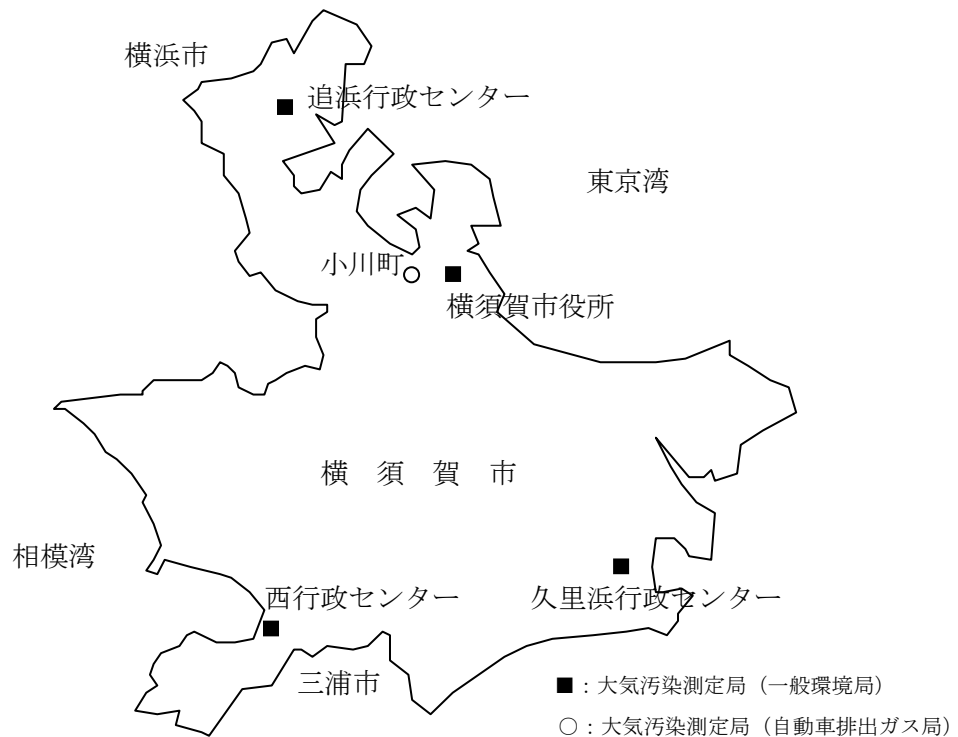 横浜市
追浜行政センター
東京湾
小川町
横須賀市役所
横 須 賀 市
相模湾
西行政センター
久里浜行政センター
三浦市
■：大気汚染測定局（一般環境局）
○：大気汚染測定局（自動車排出ガス局）